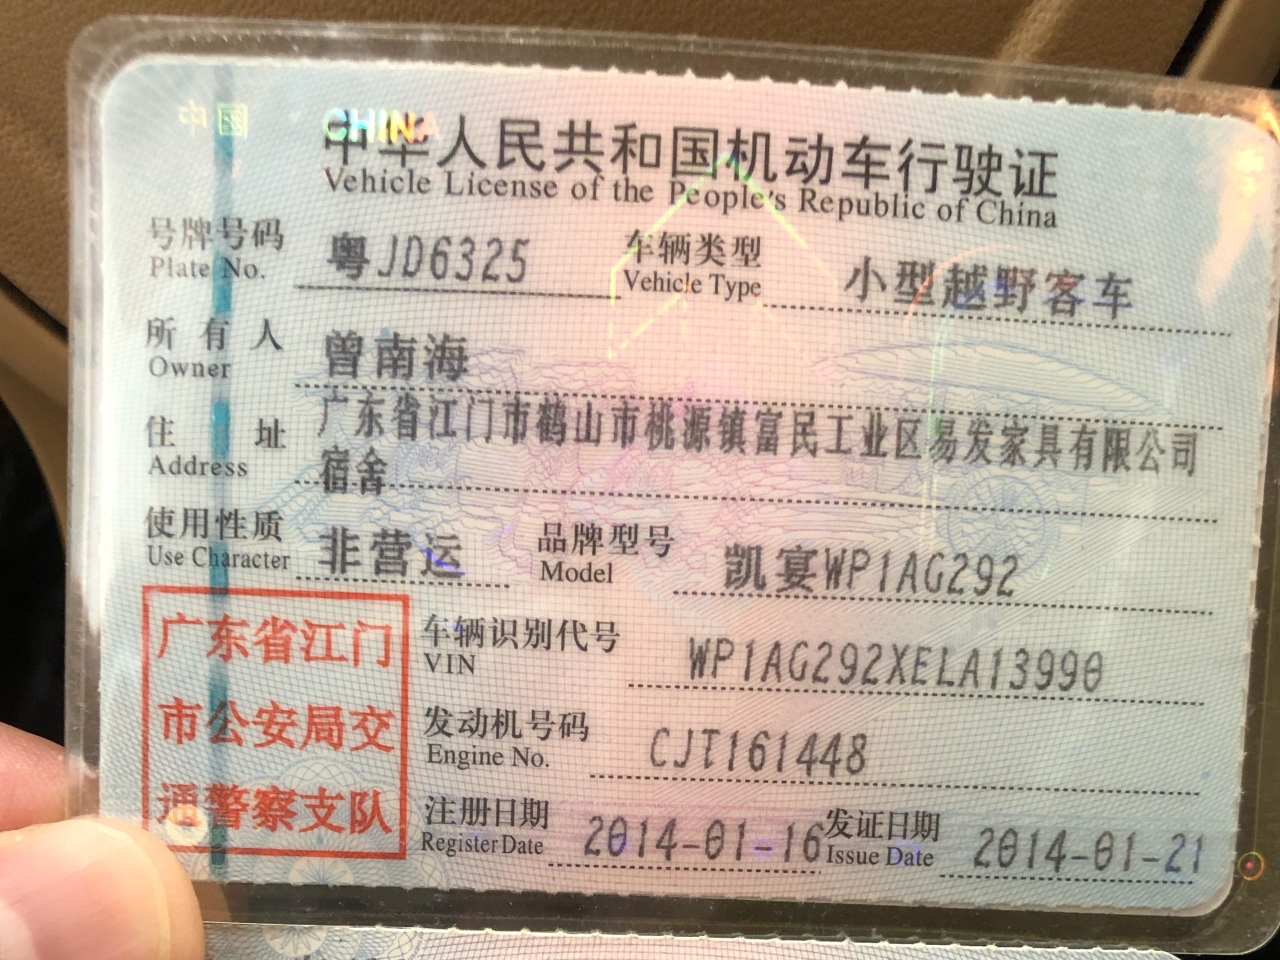 中国 CHINA
中华人民共和国机动车行驶证
Vehicle License of the People's Republic of China
号牌号码 粤JD6325 车辆类型 小型越野客车
Plate No. Vehicle Type
所有人 曾南海
Owner
住址 广东省江门市鹤山市桃源镇富民工业区易发家具有限公司
Address 宿舍
使用性质 非营运 品牌型号 凯宴WP1AG292
Use Character Model
广东省江门
市公安局交
通警察支队
车辆识别代号 WP1AG292XELA13990
VIN
发动机号码 CJT161448
Engine No.
注册日期 2014-01-16 发证日期 2014-01-21
Register Date Issue Date